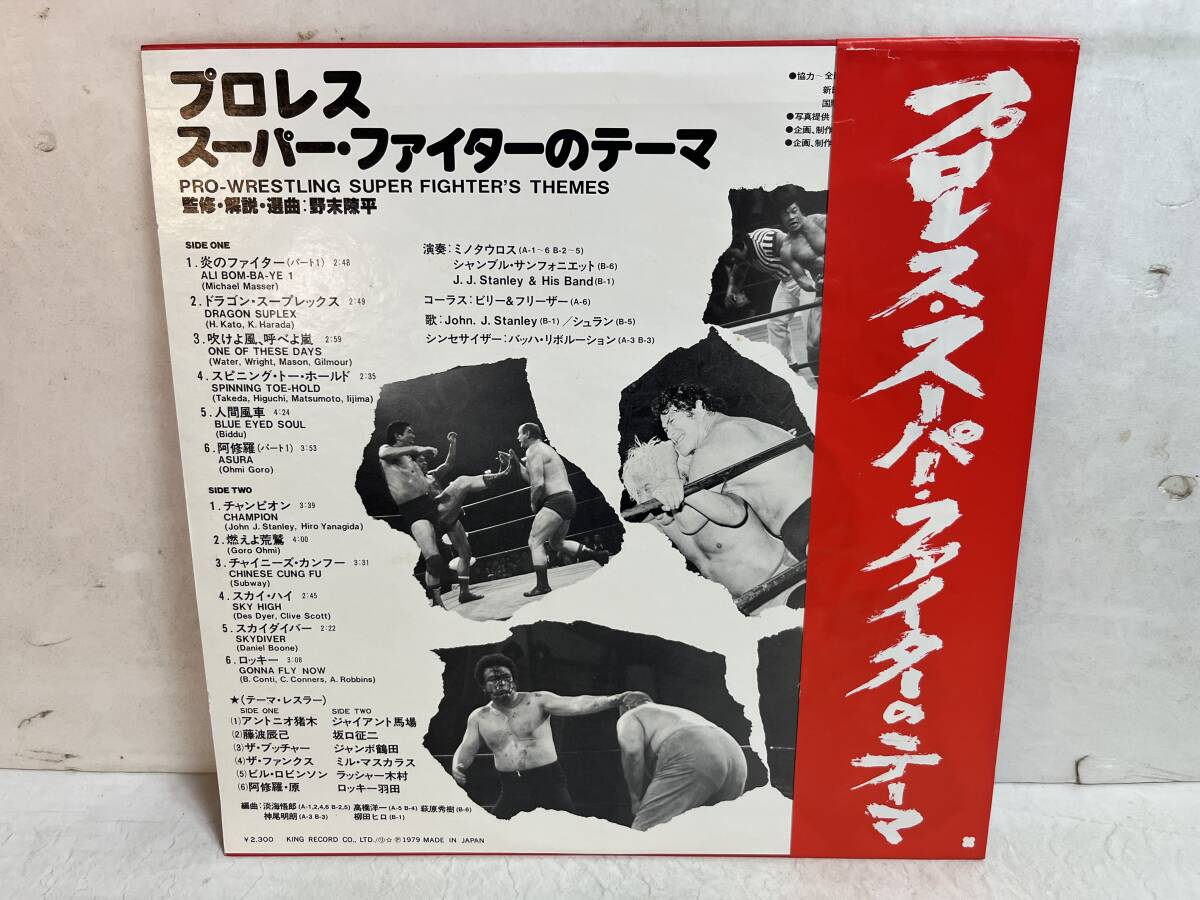 プロレス
スーパー・ファイターのテーマ
PRO-WRESTLING SUPER FIGHTER'S THEMES
監修・解説・選曲:野末陳平
●協力〜全
新
国
●写真提供
●企画、制作
●企画、制作
SIDE ONE
1. 炎のファイター(パート1) 2:48
ALI BOM-BA-YE 1
(Michael Masser)
2. ドラゴン・スープレックス 2:49
DRAGON SUPLEX
(H. Kato, K. Harada)
3. 吹けよ風、呼べよ嵐 2:59
ONE OF THESE DAYS
(Water, Wright, Mason, Gilmour)
4. スピニング・トー・ホールド 2:35
SPINNING TOE-HOLD
(Takeda, Higuchi, Matsumoto, Iijima)
5. 人間風車 4:24
BLUE EYED SOUL
(Biddu)
6. 阿修羅(パート1) 3:53
ASURA
(Ohmi Goro)
SIDE TWO
1. チャンピオン 3:39
CHAMPION
(John J. Stanley, Hiro Yanagida)
2. 燃えよ荒鷲 4:00
(Goro Ohmi)
3. チャイニーズ・カンフー 3:31
CHINESE CUNG FU
(Subway)
4. スカイ・ハイ 2:45
SKY HIGH
(Des Dyer, Clive Scott)
5. スカイダイバー 2:22
SKYDIVER
(Daniel Boone)
6. ロッキー 3:08
GONNA FLY NOW
(B. Conti, C. Conners, A. Robbins)
演奏:ミノタウロス(A-1〜6 B-2〜5)
シャンブル・サンフォニエット(B-6)
J. J. Stanley & His Band(B-1)
コーラス:ビリー&フリーザー(A-6)
歌:John. J. Stanley(B-1)/シュラン(B-5)
シンセサイザー:バッハ・リボルーション(A-3 B-3)
★(テーマ・レスラー)
SIDE ONE SIDE TWO
(1)アントニオ猪木 ジャイアント馬場
(2)藤波辰己 坂口征二
(3)ザ・ブッチャー ジャンボ鶴田
(4)ザ・ファンクス ミル・マスカラス
(5)ビル・ロビンソン ラッシャー木村
(6)阿修羅・原 ロッキー羽田
編曲:淡海悟郎(A-1,2,4,6 B-2,5) 高橋洋一(A-5 B-4) 萩原秀樹(B-6)
神尾明朗(A-3 B-3) 柳田ヒロ(B-1)
¥2,300 KING RECORD CO., LTD./Ⓙ☆ Ⓟ1979 MADE IN JAPAN
プロレス・スーパー・ファイターのテーマ